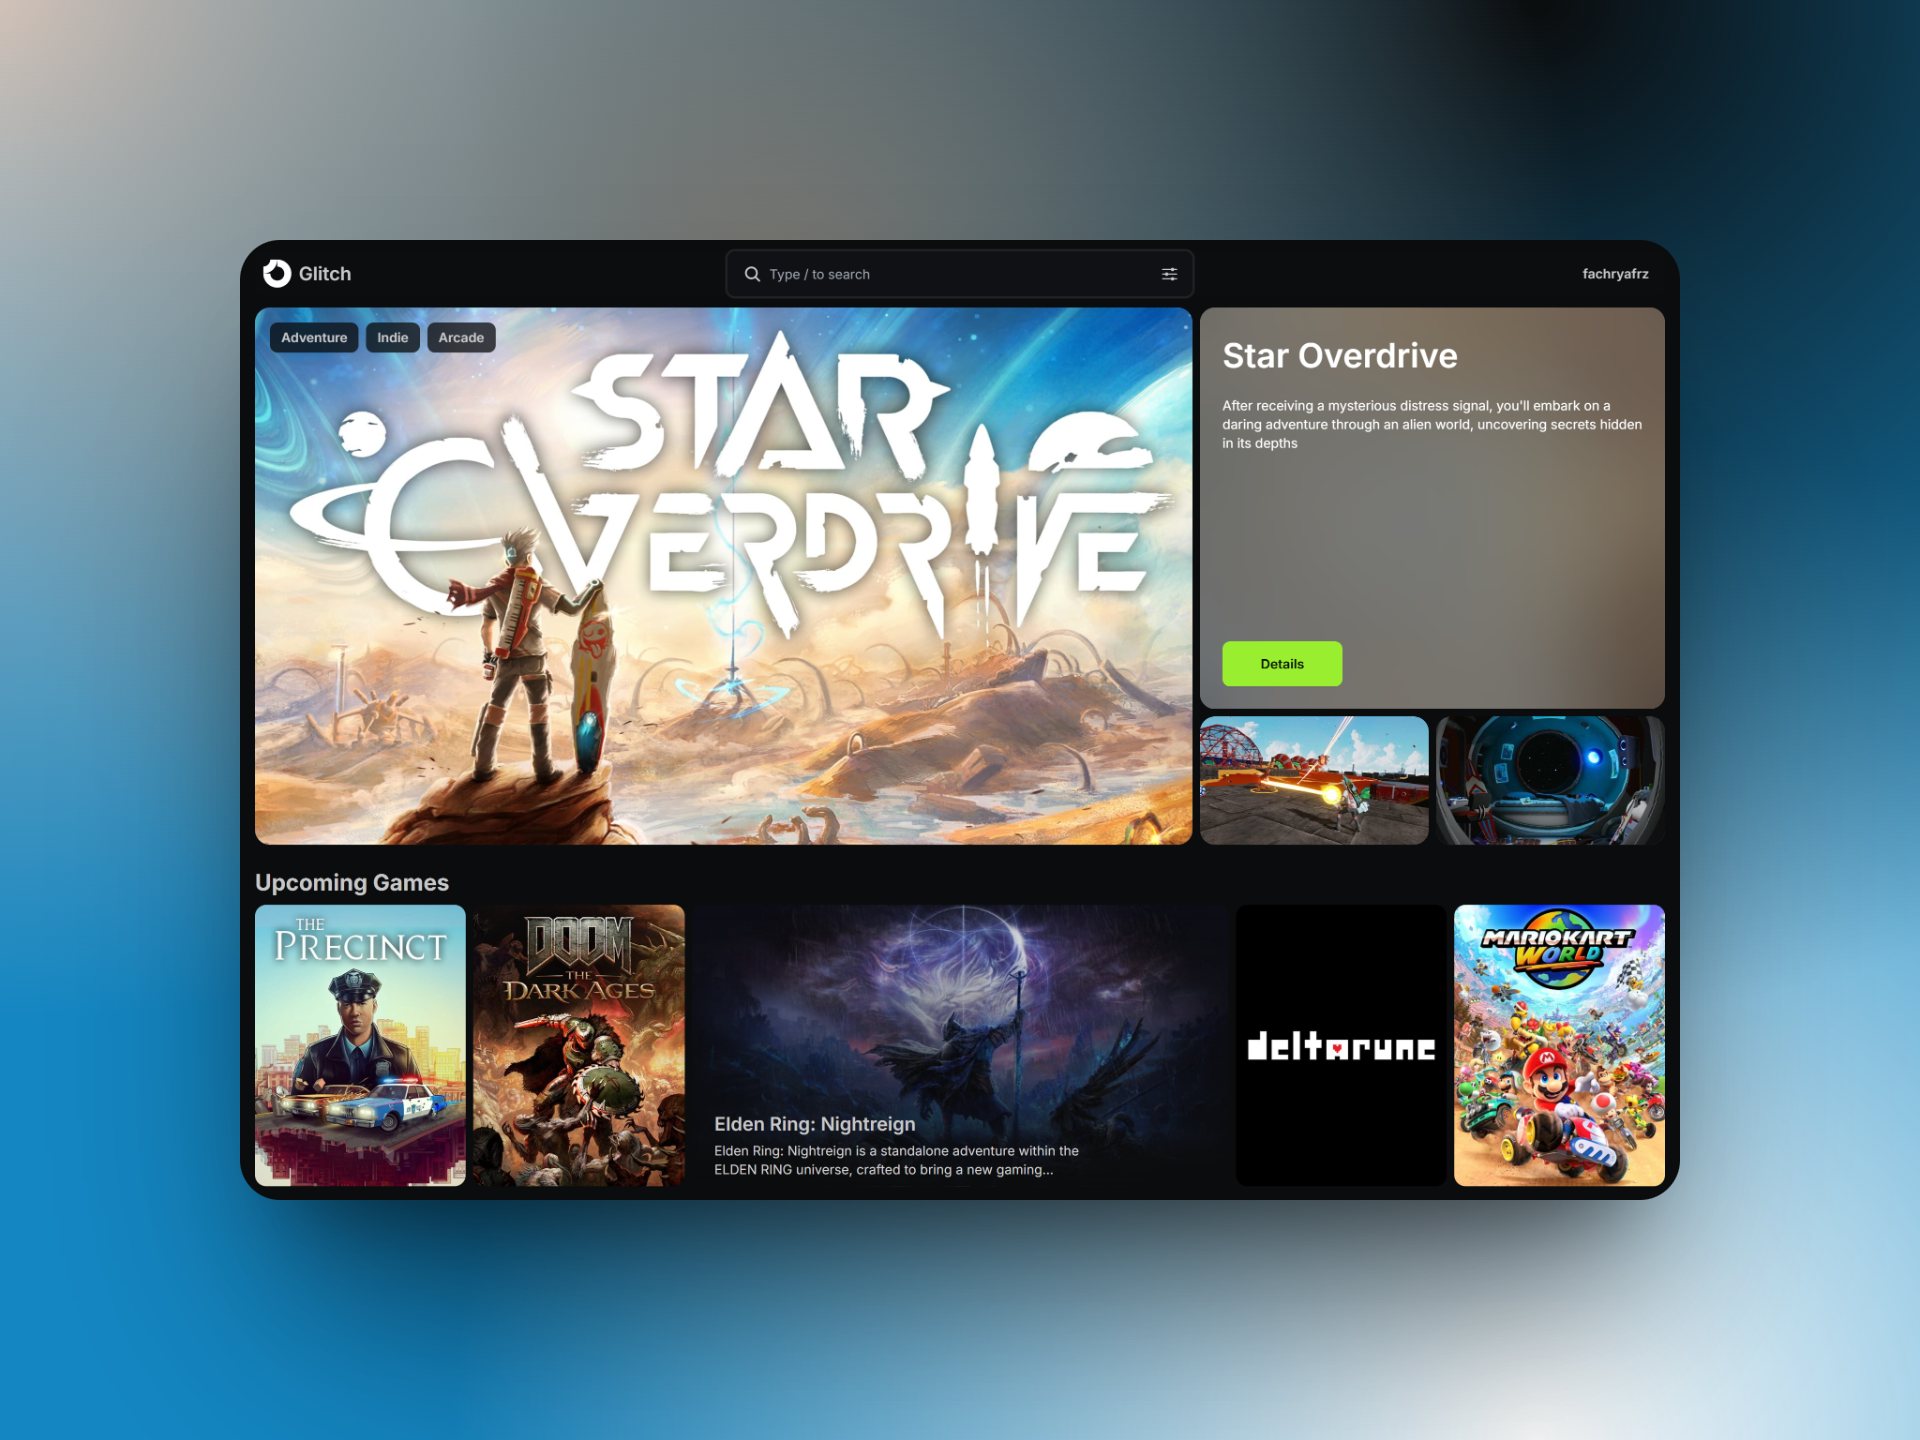 Glitch
Type / to search
fachryafrz
Adventure
Indie
Arcade
STAR
OVERDRIVE
Star Overdrive
After receiving a mysterious distress signal, you'll embark on a
daring adventure through an alien world, uncovering secrets hidden
in its depths
Details
Upcoming Games
THE
PRECINCT
DOOM
THE
DARK AGES
Elden Ring: Nightreign
Elden Ring: Nightreign is a standalone adventure within the
ELDEN RING universe, crafted to bring a new gaming...
deltarune
MARIOKART
WORLD